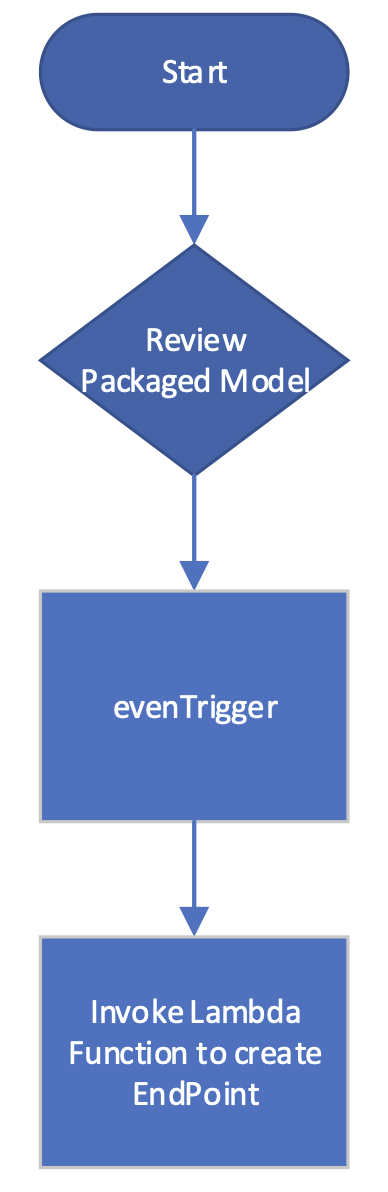 Start
Review
Packaged Model
evenTrigger
Invoke Lambda
Function to create
EndPoint